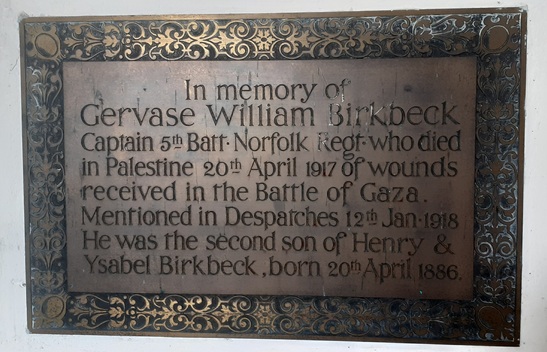 In memory of
Gervase William Birkbeck
Captain 5th Batt· Norfolk Regt· who died
in Palestine 20th April 1917 of wounds
received in the Battle of Gaza.
Mentioned in Despatches 12th Jan· 1918
He was the second son of Henry &
Ysabel Birkbeck, born 20th April 1886.